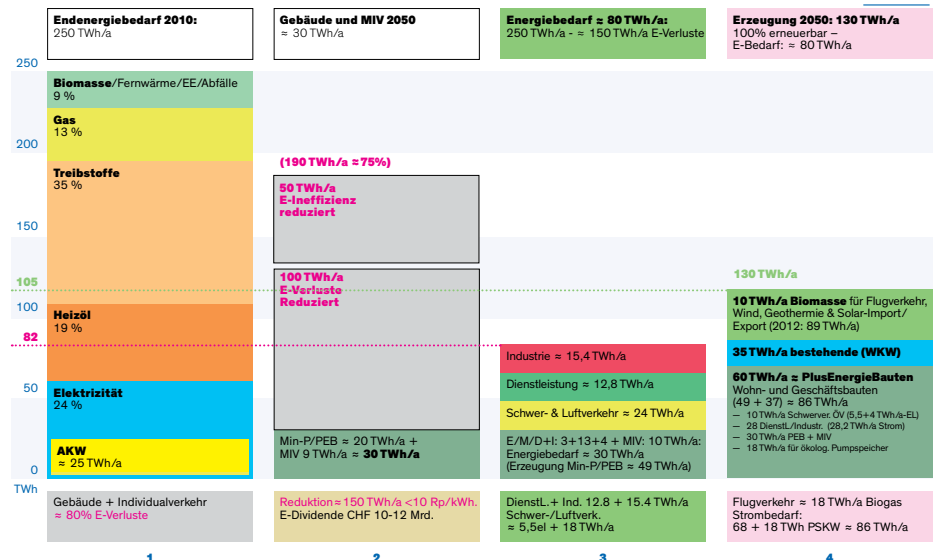 Endenergiebedarf 2010:
250 TWh/a
Gebäude und MIV 2050
≈ 30 TWh/a
Energiebedarf ≈ 80 TWh/a:
250 TWh/a - ≈ 150 TWh/a E-Verluste
Erzeugung 2050: 130 TWh/a
100% erneuerbar –
E-Bedarf: ≈ 80 TWh/a
250
200
150
105
100
82
50
0
TWh
Biomasse/Fernwärme/EE/Abfälle
9 %
Gas
13 %
Treibstoffe
35 %
Heizöl
19 %
Elektrizität
24 %
AKW
≈ 25 TWh/a
Gebäude + Individualverkehr
≈ 80% E-Verluste
1
(190 TWh/a ≈ 75%)
50 TWh/a
E-Ineffizienz
reduziert
100 TWh/a
E-Verluste
Reduziert
Min-P/PEB ≈ 20 TWh/a +
MIV 9 TWh/a ≈ 30 TWh/a
Reduktion ≈ 150 TWh/a <10 Rp/kWh.
E-Dividende CHF 10-12 Mrd.
2
Industrie ≈ 15,4 TWh/a
Dienstleistung ≈ 12,8 TWh/a
Schwer- & Luftverkehr ≈ 24 TWh/a
E/M/D+I: 3+13+4 + MIV: 10 TWh/a:
Energiebedarf ≈ 30 TWh/a
(Erzeugung Min-P/PEB ≈ 49 TWh/a)
DienstL. + Ind. 12.8 + 15.4 TWh/a
Schwer-/Luftverk.
≈ 5,5el + 18 TWh/a
3
130 TWh/a
10 TWh/a Biomasse für Flugverkehr,
Wind, Geothermie & Solar-Import/
Export (2012: 89 TWh/a)
35 TWh/a bestehende (WKW)
60 TWh/a ≈ PlusEnergieBauten
Wohn- und Geschäftsbauten
(49 + 37) ≈ 86 TWh/a
– 10 TWh/a Schwerver. ÖV (5,5+4 TWh/a-EL)
– 28 DienstL/Industr. (28,2 TWh/a Strom)
– 30 TWh/a PEB + MIV
– 18 TWh/a für ökolog. Pumpspeicher
Flugverkehr ≈ 18 TWh/a Biogas
Strombedarf:
68 + 18 TWh PSKW ≈ 86 TWh/a
4